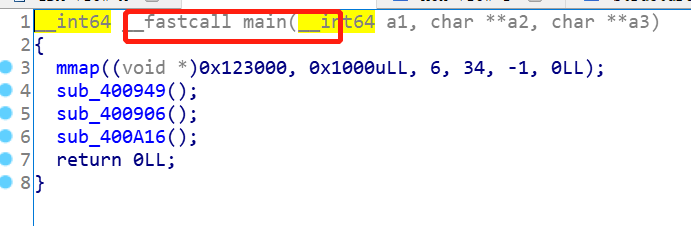 1 __int64 __fastcall main(__int64 a1, char **a2, char **a3)
2 {
3 mmap((void *)0x123000, 0x1000uLL, 6, 34, -1, 0LL);
4 sub_400949();
5 sub_400906();
6 sub_400A16();
7 return 0LL;
8 }